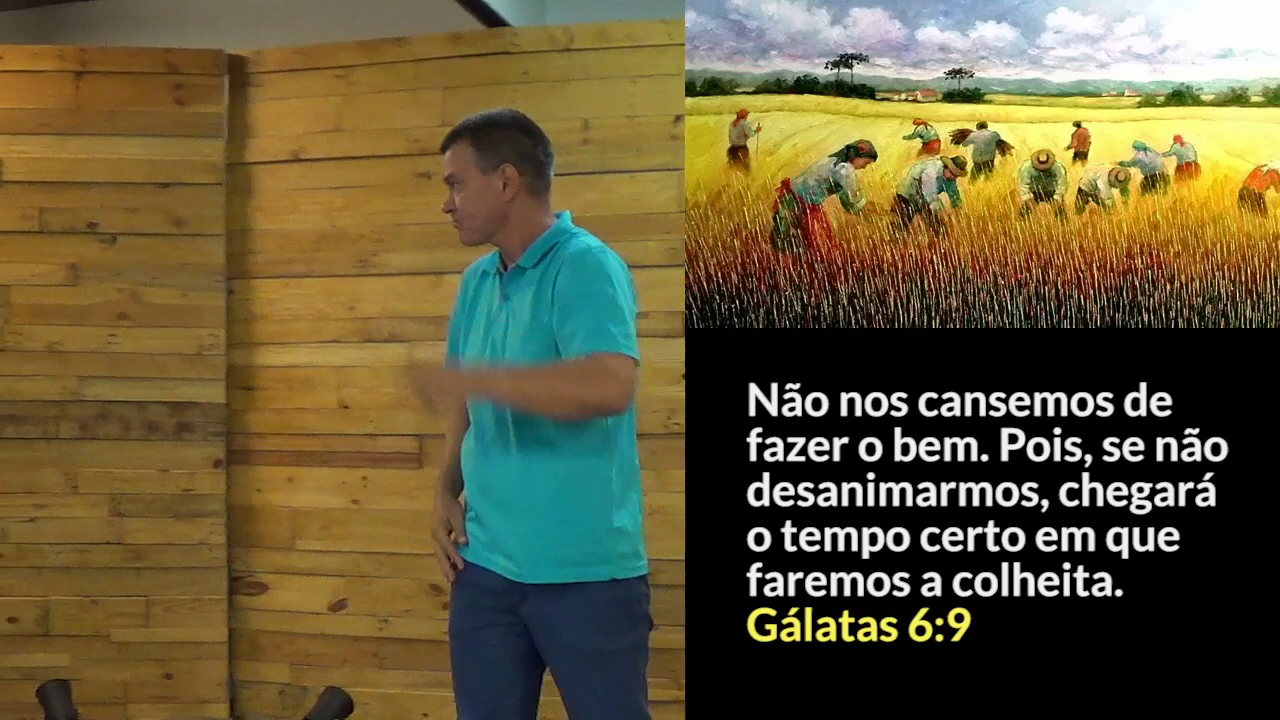 Não nos cansemos de
fazer o bem. Pois, se não
desanimarmos, chegará
o tempo certo em que
faremos a colheita.
Gálatas 6:9